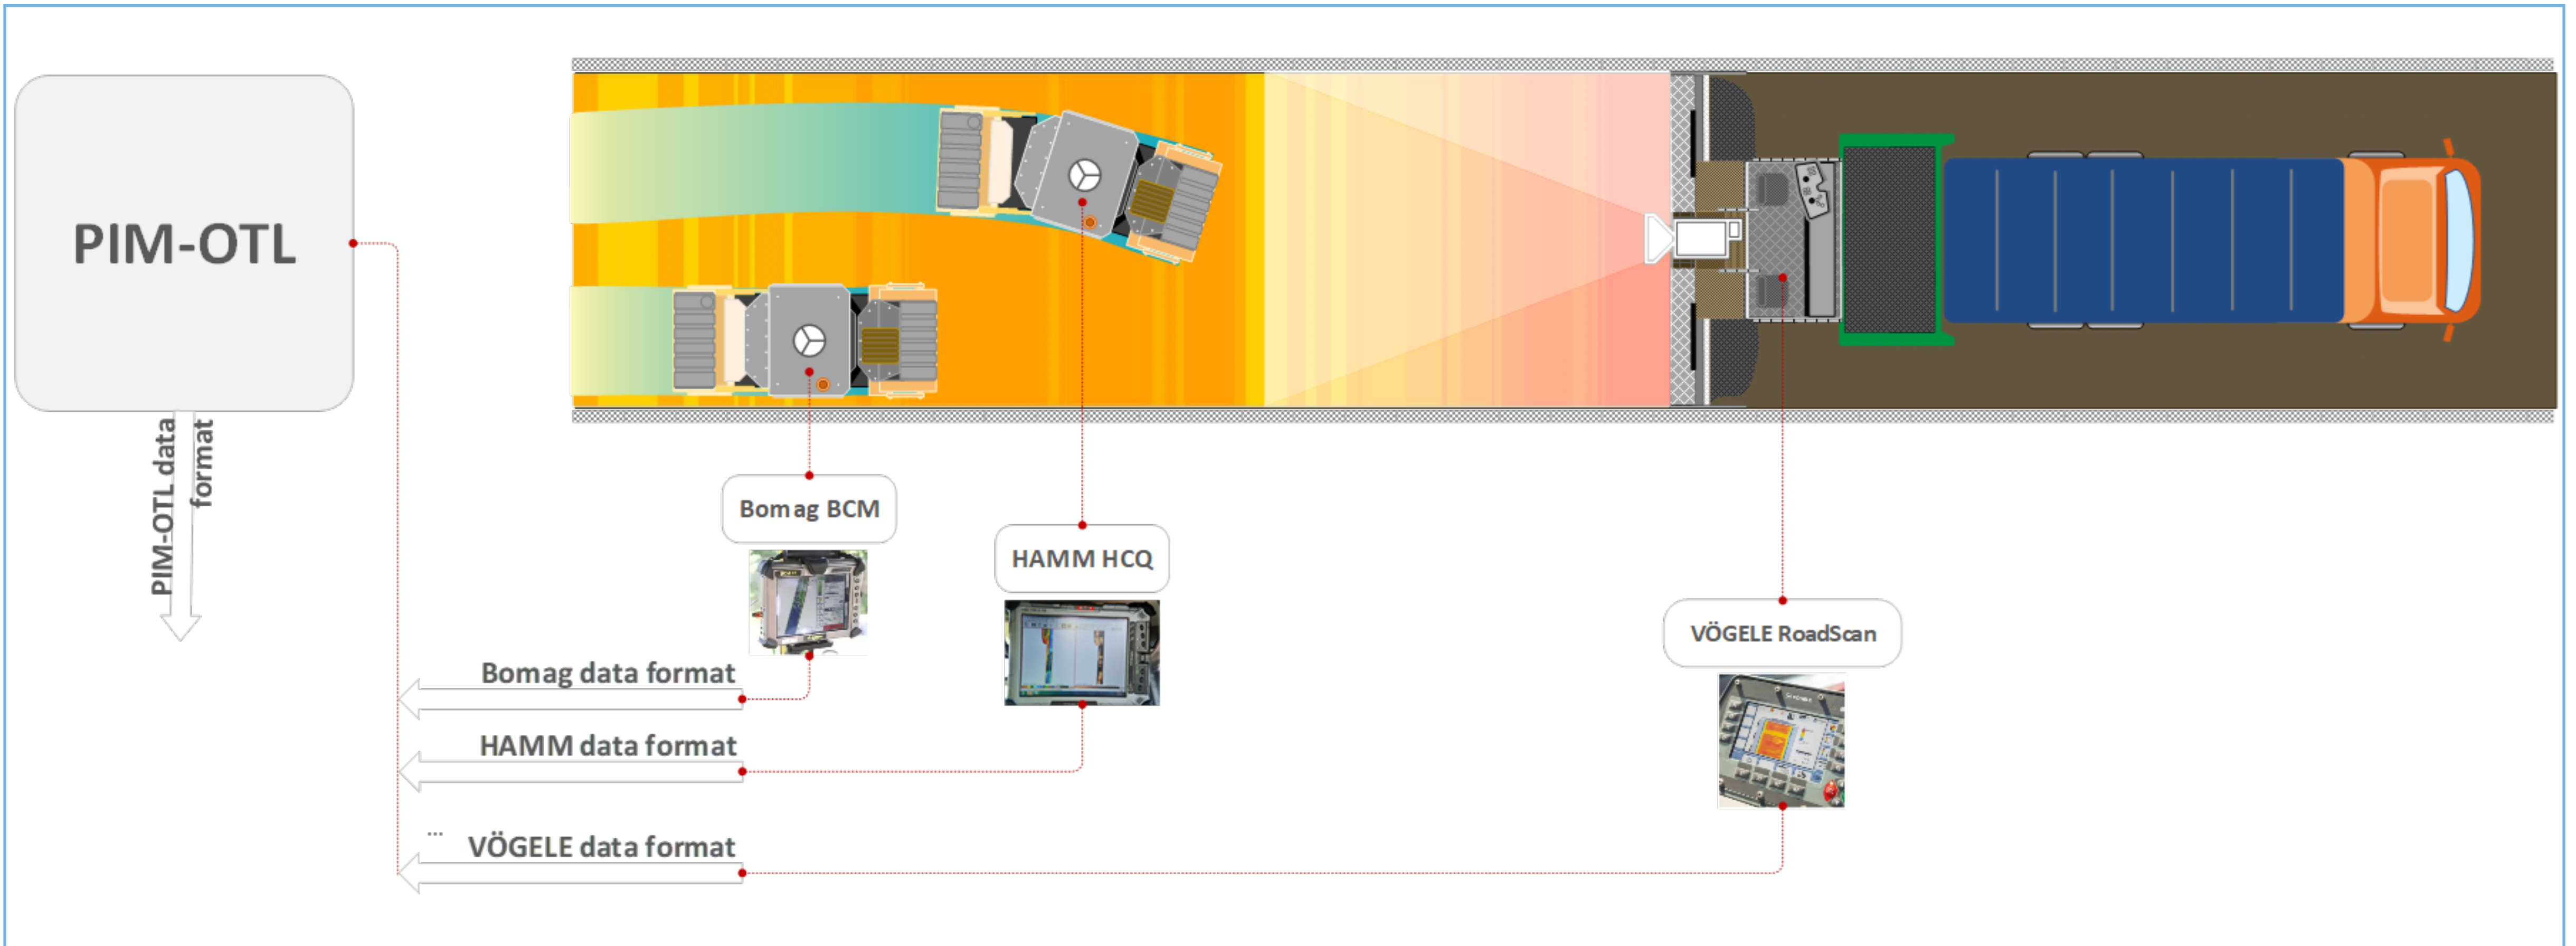 PIM-OTL
PIM-OTL data
format
Bomag BCM
HAMM HCQ
VÖGELE RoadScan
Bomag data format
HAMM data format
...
VÖGELE data format